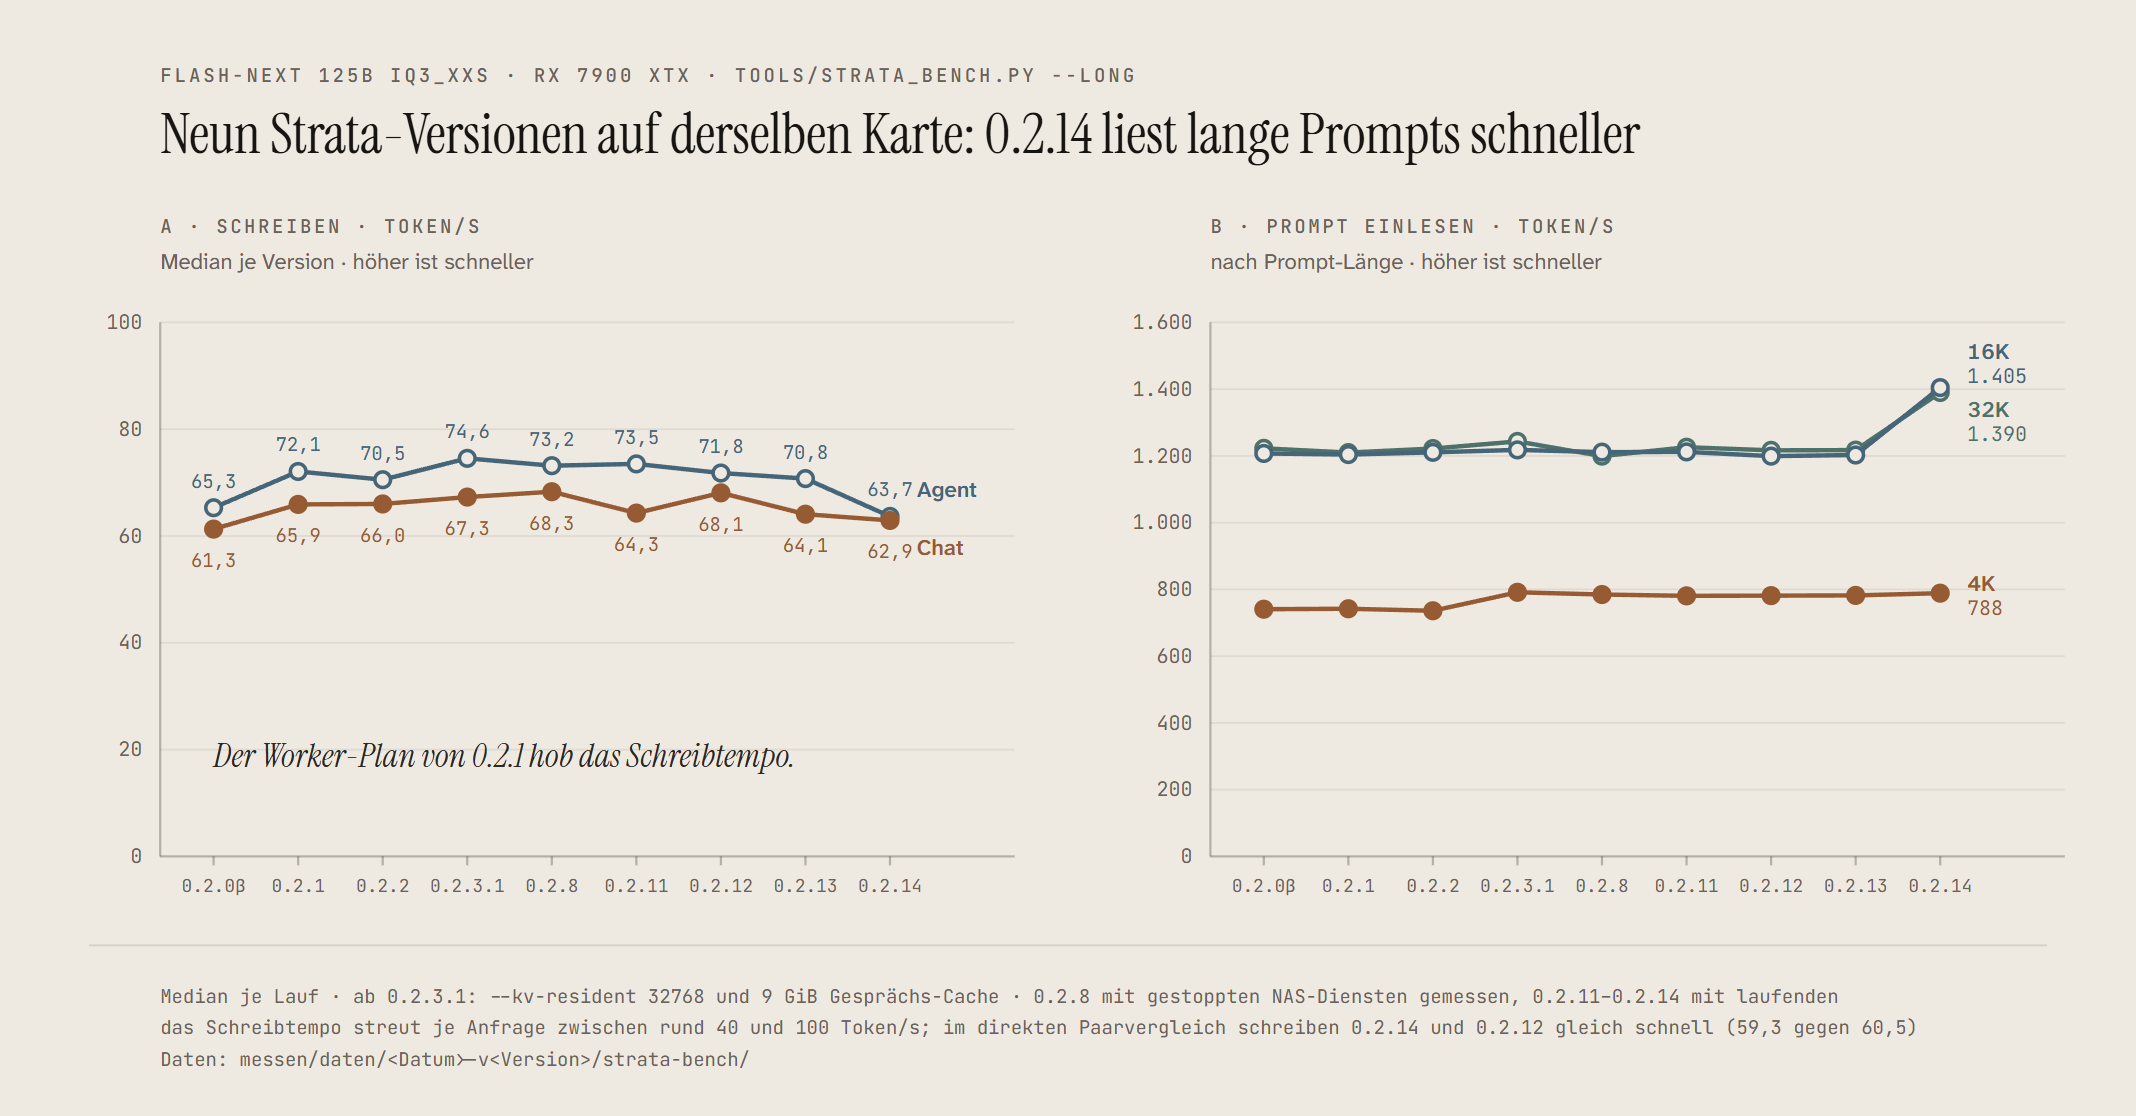 FLASH-NEXT 125B IQ3_XXS · RX 7900 XTX · TOOLS/STRATA_BENCH.PY --LONG
Neun Strata-Versionen auf derselben Karte: 0.2.14 liest lange Prompts schneller
A · SCHREIBEN · TOKEN/S
Median je Version · höher ist schneller
100
80
60
40
20
0
65,3
72,1
70,5
74,6
73,2
73,5
71,8
70,8
63,7 Agent
61,3
65,9
66,0
67,3
68,3
64,3
68,1
64,1
62,9 Chat
Der Worker-Plan von 0.2.1 hob das Schreibtempo.
0.2.0β 0.2.1 0.2.2 0.2.3.1 0.2.8 0.2.11 0.2.12 0.2.13 0.2.14
B · PROMPT EINLESEN · TOKEN/S
nach Prompt-Länge · höher ist schneller
1.600
1.400
1.200
1.000
800
600
400
200
0
16K
1.405
32K
1.390
4K
788
0.2.0β 0.2.1 0.2.2 0.2.3.1 0.2.8 0.2.11 0.2.12 0.2.13 0.2.14
Median je Lauf · ab 0.2.3.1: --kv-resident 32768 und 9 GiB Gesprächs-Cache · 0.2.8 mit gestoppten NAS-Diensten gemessen, 0.2.11–0.2.14 mit laufenden
das Schreibtempo streut je Anfrage zwischen rund 40 und 100 Token/s; im direkten Paarvergleich schreiben 0.2.14 und 0.2.12 gleich schnell (59,3 gegen 60,5)
Daten: messen/daten/<Datum>-v<Version>/strata-bench/